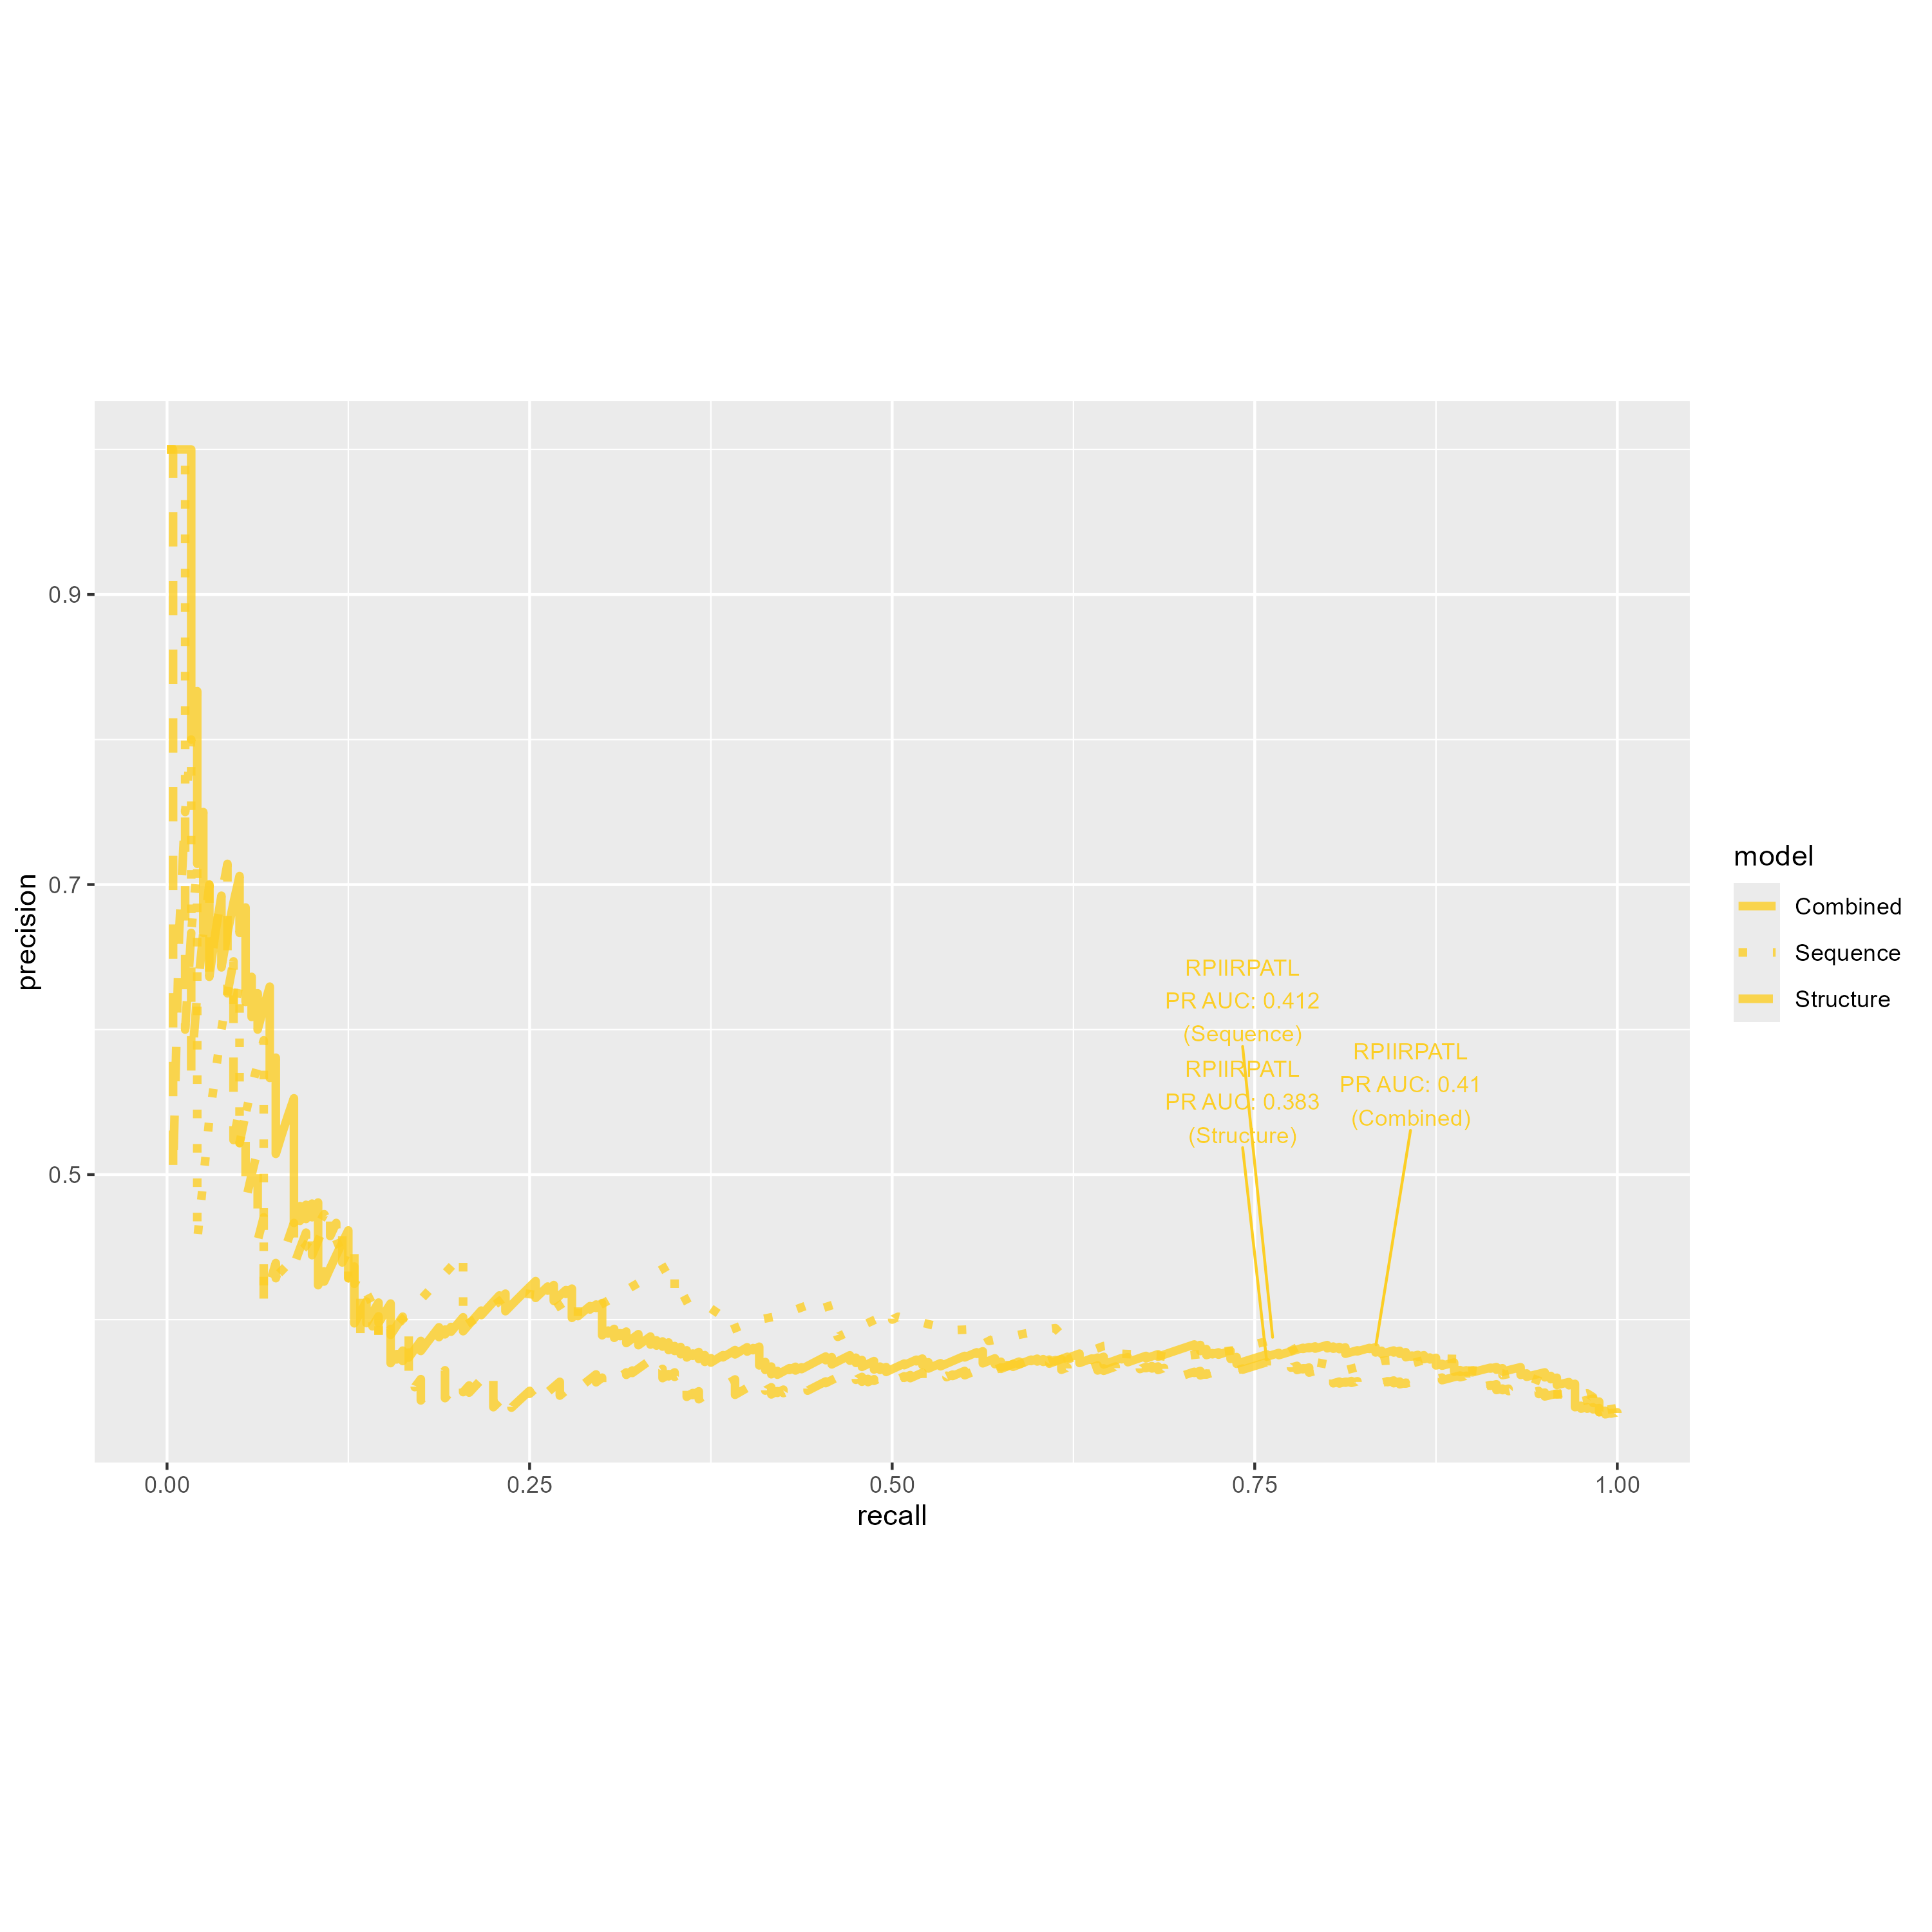 0.9
0.7
0.5
precision
0.00
0.25
0.50
0.75
1.00
recall
RPIIRPATL
PR AUC: 0.412
(Sequence)
RPIIRPATL
PR AUC: 0.383
(Structure)
RPIIRPATL
PR AUC: 0.41
(Combined)
model
Combined
Sequence
Structure